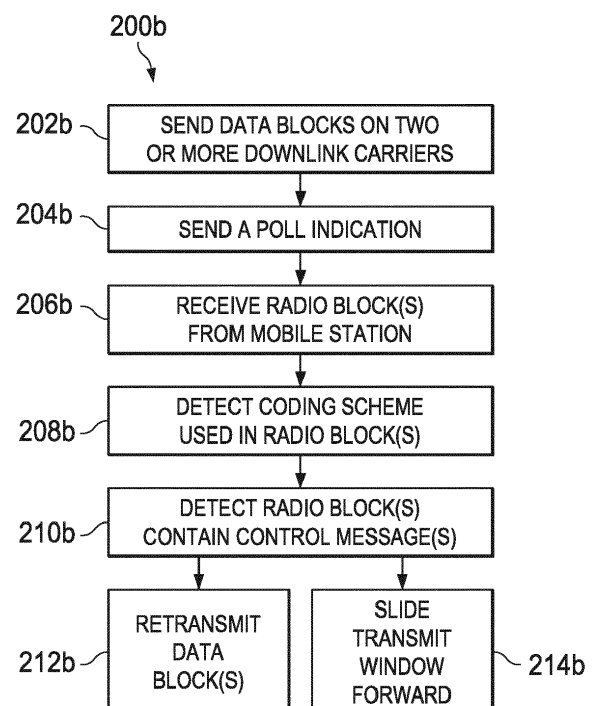 200b
202b
SEND DATA BLOCKS ON TWO
OR MORE DOWNLINK CARRIERS
204b
SEND A POLL INDICATION
206b
RECEIVE RADIO BLOCK(S)
FROM MOBILE STATION
208b
DETECT CODING SCHEME
USED IN RADIO BLOCK(S)
210b
DETECT RADIO BLOCK(S)
CONTAIN CONTROL MESSAGE(S)
212b
RETRANSMIT
DATA
BLOCK(S)
SLIDE
TRANSMIT
WINDOW
FORWARD
214b